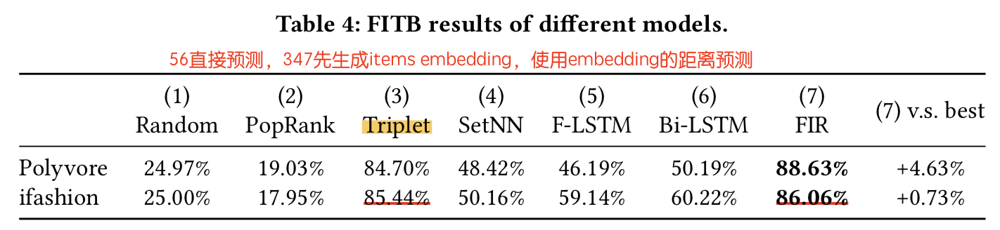 Table 4: FITB results of different models.
56直接预测，347先生成items embedding，使用embedding的距离预测
(1) (2) (3) (4) (5) (6) (7) (7) v.s. best
Random PopRank Triplet SetNN F-LSTM Bi-LSTM FIR
Polyvore 24.97% 19.03% 84.70% 48.42% 46.19% 50.19% 88.63% +4.63%
ifashion 25.00% 17.95% 85.44% 50.16% 59.14% 60.22% 86.06% +0.73%